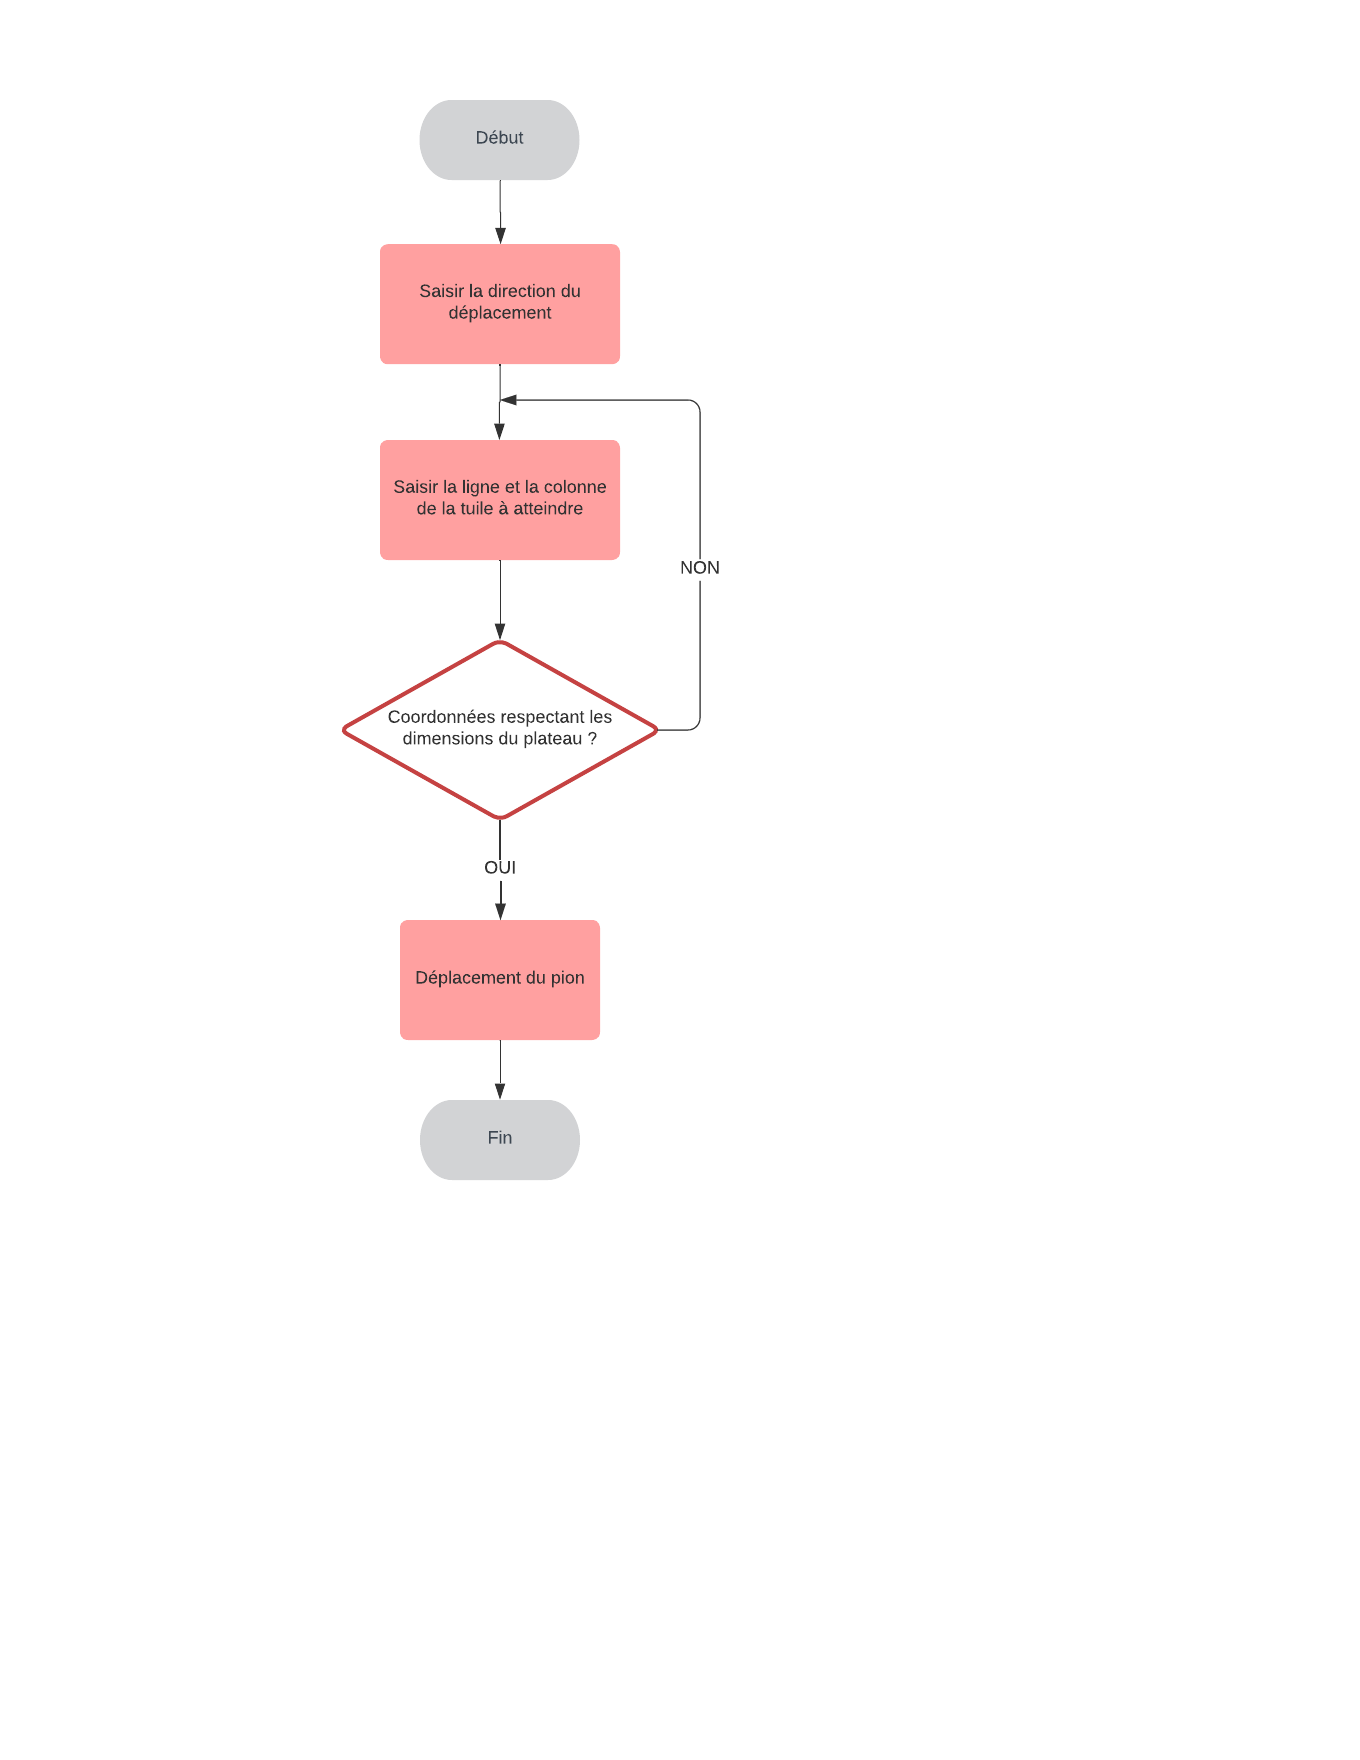 Début
Saisir la direction du
déplacement
Saisir la ligne et la colonne
de la tuile à atteindre
NON
Coordonnées respectant les
dimensions du plateau ?
OUI
Déplacement du pion
Fin